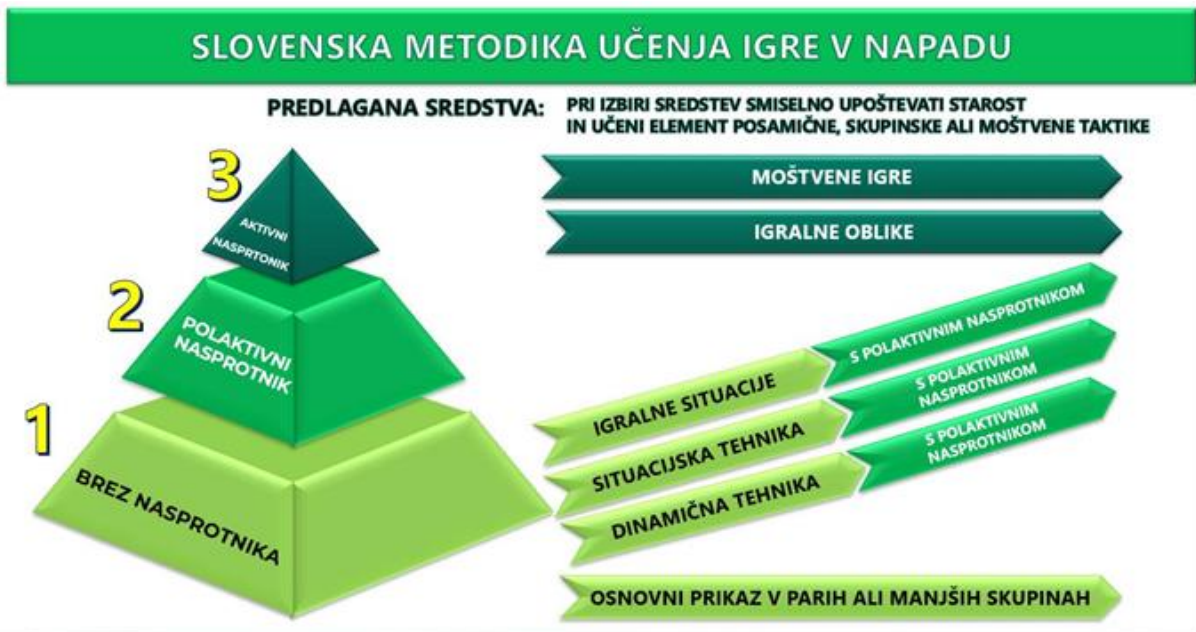 SLOVENSKA METODIKA UČENJA IGRE V NAPADU
PREDLAGANA SREDSTVA:
PRI IZBIRI SREDSTEV SMISELNO UPOŠTEVATI STAROST
IN UČENI ELEMENT POSAMIČNE, SKUPINSKE ALI MOŠTVENE TAKTIKE
3
AKTIVNI
NASPRTONIK
MOŠTVENE IGRE
IGRALNE OBLIKE
2
POLAKTIVNI
NASPROTNIK
1
BREZ NASPROTNIKA
IGRALNE SITUACIJE
S POLAKTIVNIM NASPROTNIKOM
SITUACIJSKA TEHNIKA
S POLAKTIVNIM
NASPROTNIKOM
DINAMIČNA TEHNIKA
S POLAKTIVNIM
NASPROTNIKOM
OSNOVNI PRIKAZ V PARIH ALI MANJŠIH SKUPINAH